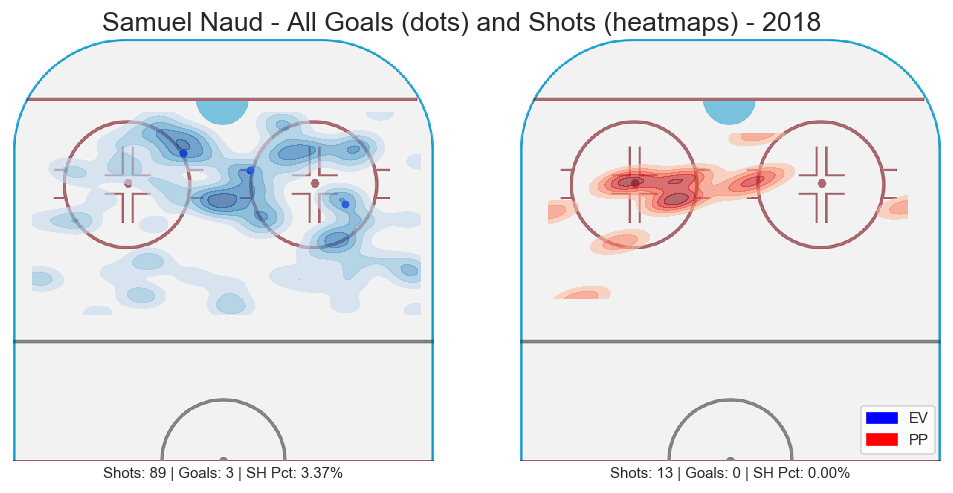 Samuel Naud - All Goals (dots) and Shots (heatmaps) - 2018
EV
PP
Shots: 89 | Goals: 3 | SH Pct: 3.37%
Shots: 13 | Goals: 0 | SH Pct: 0.00%